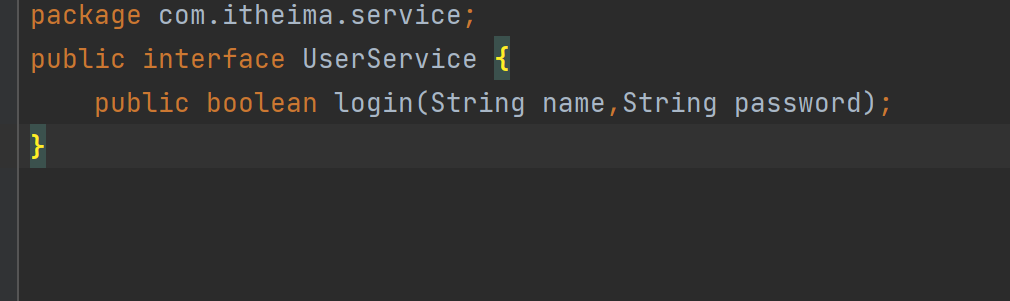 package com.itheima.service;
public interface UserService {
    public boolean login(String name,String password);
}